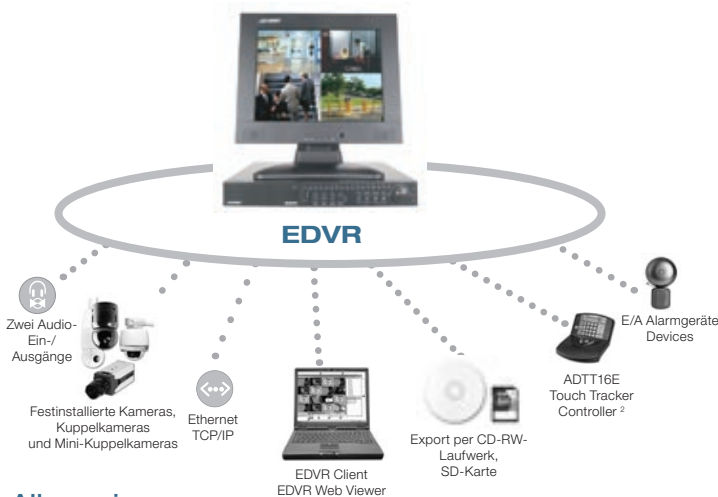 EDVR
Zwei Audio-
Ein-/
Ausgänge
Festinstallierte Kameras,
Kuppelkameras
und Mini-Kuppelkameras
Ethernet
TCP/IP
EDVR Client
EDVR Web Viewer
Export per CD-RW-
Laufwerk,
SD-Karte
ADTT16E
Touch Tracker
Controller ²
E/A Alarmgeräte
Devices